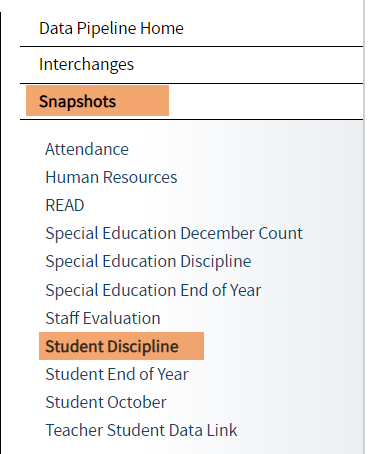 Data Pipeline Home
Interchanges
Snapshots
Attendance
Human Resources
READ
Special Education December Count
Special Education Discipline
Special Education End of Year
Staff Evaluation
Student Discipline
Student End of Year
Student October
Teacher Student Data Link